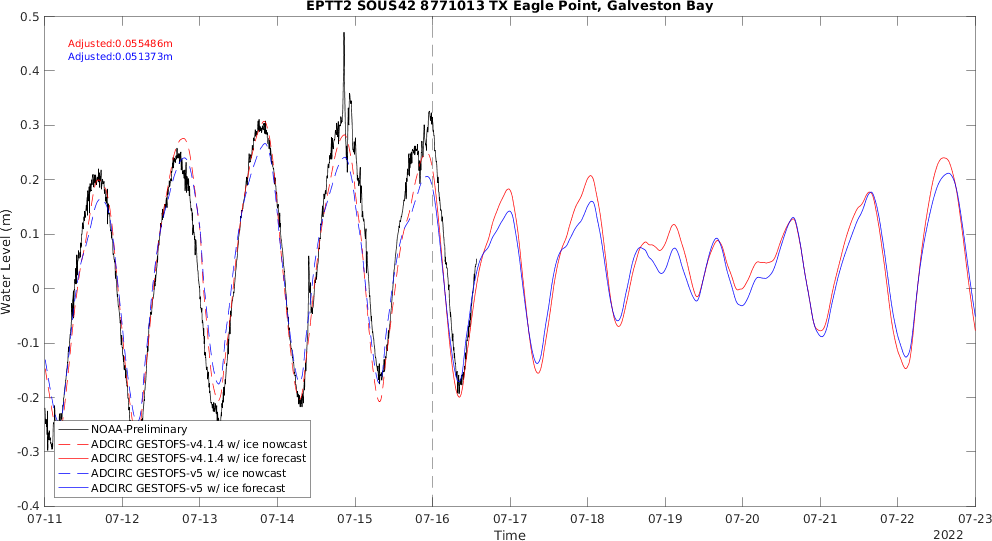 EPTT2 SOUS42 8771013 TX Eagle Point, Galveston Bay
Adjusted:0.055486m
Adjusted:0.051373m
Water Level (m)
0.5
0.4
0.3
0.2
0.1
0
-0.1
-0.2
-0.3
-0.4
NOAA-Preliminary
ADCIRC GESTOFS-v4.1.4 w/ ice nowcast
ADCIRC GESTOFS-v4.1.4 w/ ice forecast
ADCIRC GESTOFS-v5 w/ ice nowcast
ADCIRC GESTOFS-v5 w/ ice forecast
07-11 07-12 07-13 07-14 07-15 07-16 07-17 07-18 07-19 07-20 07-21 07-22 07-23
Time
2022